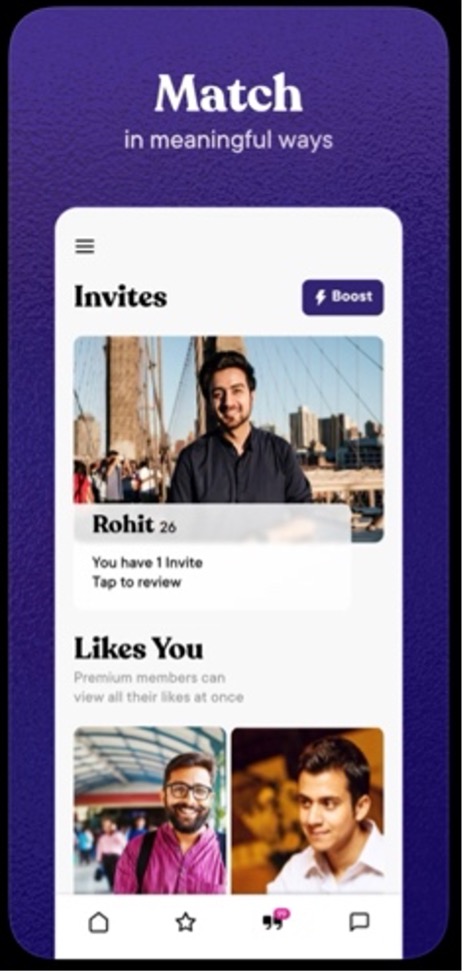 Match
in meaningful ways
Invites
Boost
Rohit 26
You have 1 Invite
Tap to review
Likes You
Premium members can
view all their likes at once